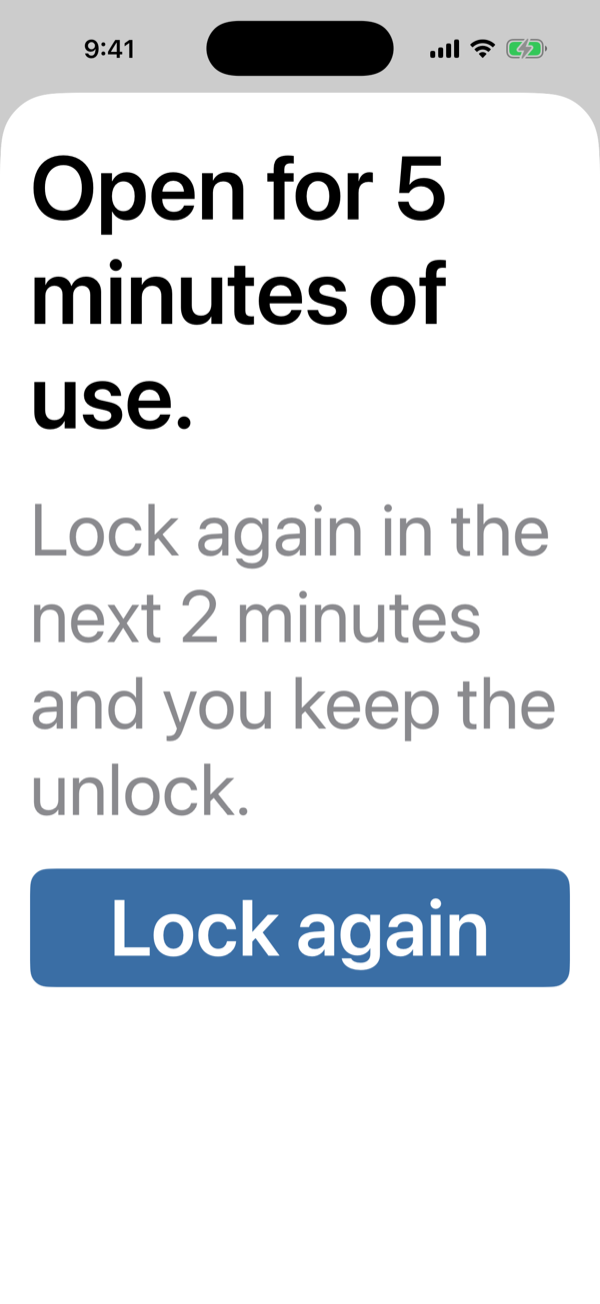 9:41
Open for 5
minutes of
use.
Lock again in the
next 2 minutes
and you keep the
unlock.
Lock again